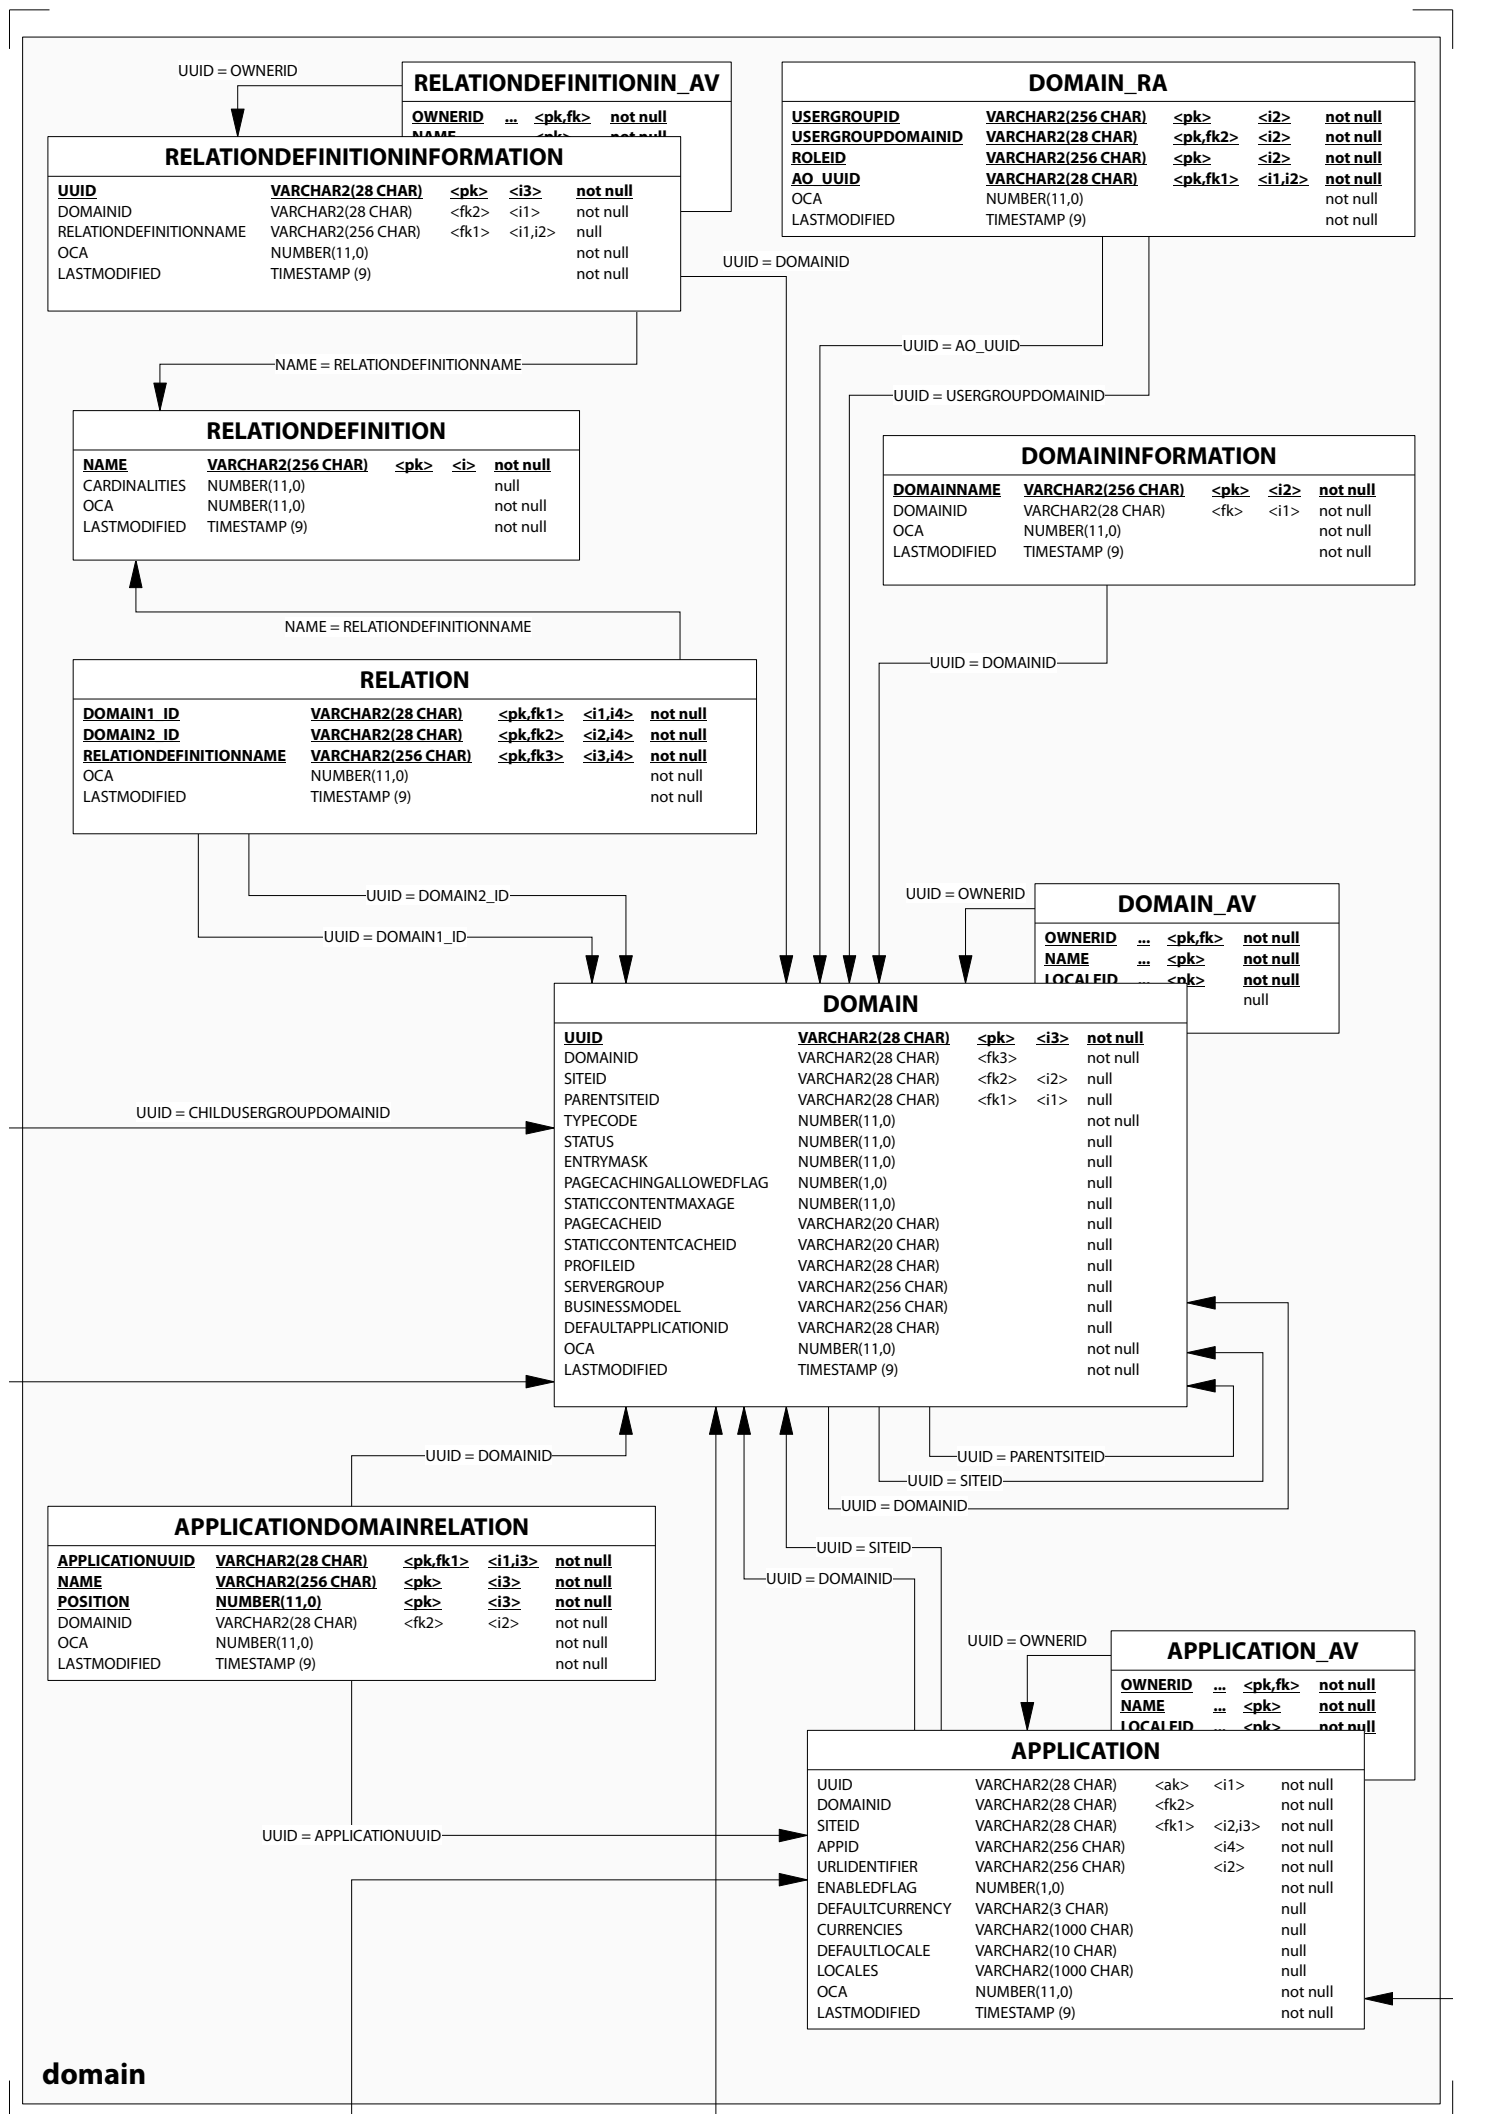 UUID = OWNERID
RELATIONDEFINITIONIN_AV
OWNERID ... <pk,fk> not null
NAME ... <pk> not null
RELATIONDEFINITIONINFORMATION
UUID VARCHAR2(28 CHAR) <pk> <i3> not null
DOMAINID VARCHAR2(28 CHAR) <fk2> <i1> not null
RELATIONDEFINITIONNAME VARCHAR2(256 CHAR) <fk1> <i1,i2> null
OCA NUMBER(11,0) not null
LASTMODIFIED TIMESTAMP (9) not null
DOMAIN_RA
USERGROUPID VARCHAR2(256 CHAR) <pk> <i2> not null
USERGROUPDOMAINID VARCHAR2(28 CHAR) <pk,fk2> <i2> not null
ROLEID VARCHAR2(256 CHAR) <pk> <i2> not null
AO_UUID VARCHAR2(28 CHAR) <pk,fk1> <i1,i2> not null
OCA NUMBER(11,0) not null
LASTMODIFIED TIMESTAMP (9) not null
UUID = DOMAINID
UUID = AO_UUID
NAME = RELATIONDEFINITIONNAME
UUID = USERGROUPDOMAINID
RELATIONDEFINITION
NAME VARCHAR2(256 CHAR) <pk> <i> not null
CARDINALITIES NUMBER(11,0) null
OCA NUMBER(11,0) not null
LASTMODIFIED TIMESTAMP (9) not null
DOMAININFORMATION
DOMAINNAME VARCHAR2(256 CHAR) <pk> <i2> not null
DOMAINID VARCHAR2(28 CHAR) <fk> <i1> not null
OCA NUMBER(11,0) not null
LASTMODIFIED TIMESTAMP (9) not null
NAME = RELATIONDEFINITIONNAME
UUID = DOMAINID
RELATION
DOMAIN1_ID VARCHAR2(28 CHAR) <pk,fk1> <i1,i4> not null
DOMAIN2_ID VARCHAR2(28 CHAR) <pk,fk2> <i2,i4> not null
RELATIONDEFINITIONNAME VARCHAR2(256 CHAR) <pk,fk3> <i3,i4> not null
OCA NUMBER(11,0) not null
LASTMODIFIED TIMESTAMP (9) not null
UUID = DOMAIN2_ID
UUID = DOMAIN1_ID
UUID = OWNERID
DOMAIN_AV
OWNERID ... <pk,fk> not null
NAME ... <pk> not null
LOCALEID ... <pk> not null
null
DOMAIN
UUID VARCHAR2(28 CHAR) <pk> <i3> not null
DOMAINID VARCHAR2(28 CHAR) <fk3> not null
SITEID VARCHAR2(28 CHAR) <fk2> <i2> null
PARENTSITEID VARCHAR2(28 CHAR) <fk1> <i1> null
TYPECODE NUMBER(11,0) not null
STATUS NUMBER(11,0) null
ENTRYMASK NUMBER(11,0) null
PAGECACHINGALLOWEDFLAG NUMBER(1,0) null
STATICCONTENTMAXAGE NUMBER(11,0) null
PAGECACHEID VARCHAR2(20 CHAR) null
STATICCONTENTCACHEID VARCHAR2(20 CHAR) null
PROFILEID VARCHAR2(28 CHAR) null
SERVERGROUP VARCHAR2(256 CHAR) null
BUSINESSMODEL VARCHAR2(256 CHAR) null
DEFAULTAPPLICATIONID VARCHAR2(28 CHAR) null
OCA NUMBER(11,0) not null
LASTMODIFIED TIMESTAMP (9) not null
UUID = CHILDUSERGROUPDOMAINID
UUID = DOMAINID
UUID = PARENTSITEID
UUID = SITEID
UUID = DOMAINID
APPLICATIONDOMAINRELATION
APPLICATIONUUID VARCHAR2(28 CHAR) <pk,fk1> <i1,i3> not null
NAME VARCHAR2(256 CHAR) <pk> <i3> not null
POSITION NUMBER(11,0) <pk> <i3> not null
DOMAINID VARCHAR2(28 CHAR) <fk2> <i2> not null
OCA NUMBER(11,0) not null
LASTMODIFIED TIMESTAMP (9) not null
UUID = SITEID
UUID = DOMAINID
UUID = OWNERID
APPLICATION_AV
OWNERID ... <pk,fk> not null
NAME ... <pk> not null
LOCALEID ... <pk> not null
APPLICATION
UUID VARCHAR2(28 CHAR) <ak> <i1> not null
DOMAINID VARCHAR2(28 CHAR) <fk2> not null
SITEID VARCHAR2(28 CHAR) <fk1> <i2,i3> not null
APPID VARCHAR2(256 CHAR) <i4> not null
URLIDENTIFIER VARCHAR2(256 CHAR) <i2> not null
ENABLEDFLAG NUMBER(1,0) not null
DEFAULTCURRENCY VARCHAR2(3 CHAR) null
CURRENCIES VARCHAR2(1000 CHAR) null
DEFAULTLOCALE VARCHAR2(10 CHAR) null
LOCALES VARCHAR2(1000 CHAR) null
OCA NUMBER(11,0) not null
LASTMODIFIED TIMESTAMP (9) not null
UUID = APPLICATIONUUID
domain